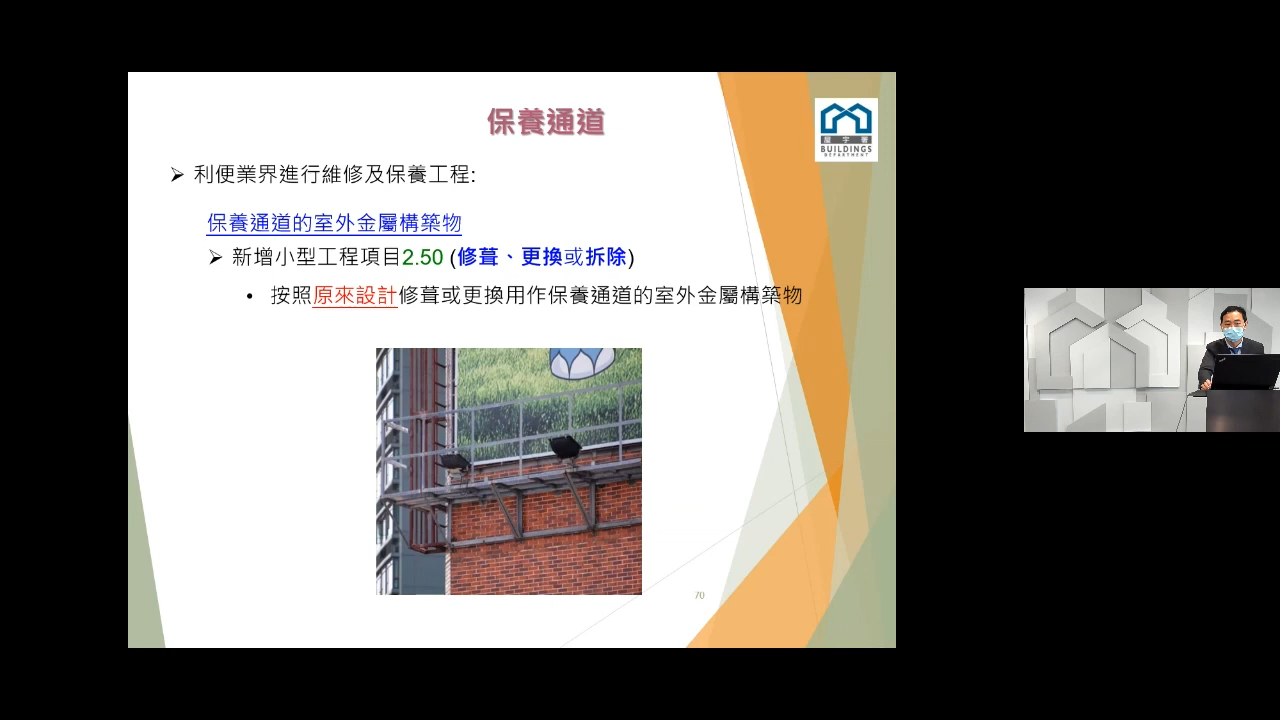 保養通道
屋宇署
BUILDINGS
DEPARTMENT
➢ 利便業界進行維修及保養工程:
保養通道的室外金屬構築物
➢ 新增小型工程項目2.50 (修葺、更換或拆除)
• 按照原來設計修葺或更換用作保養通道的室外金屬構築物
70